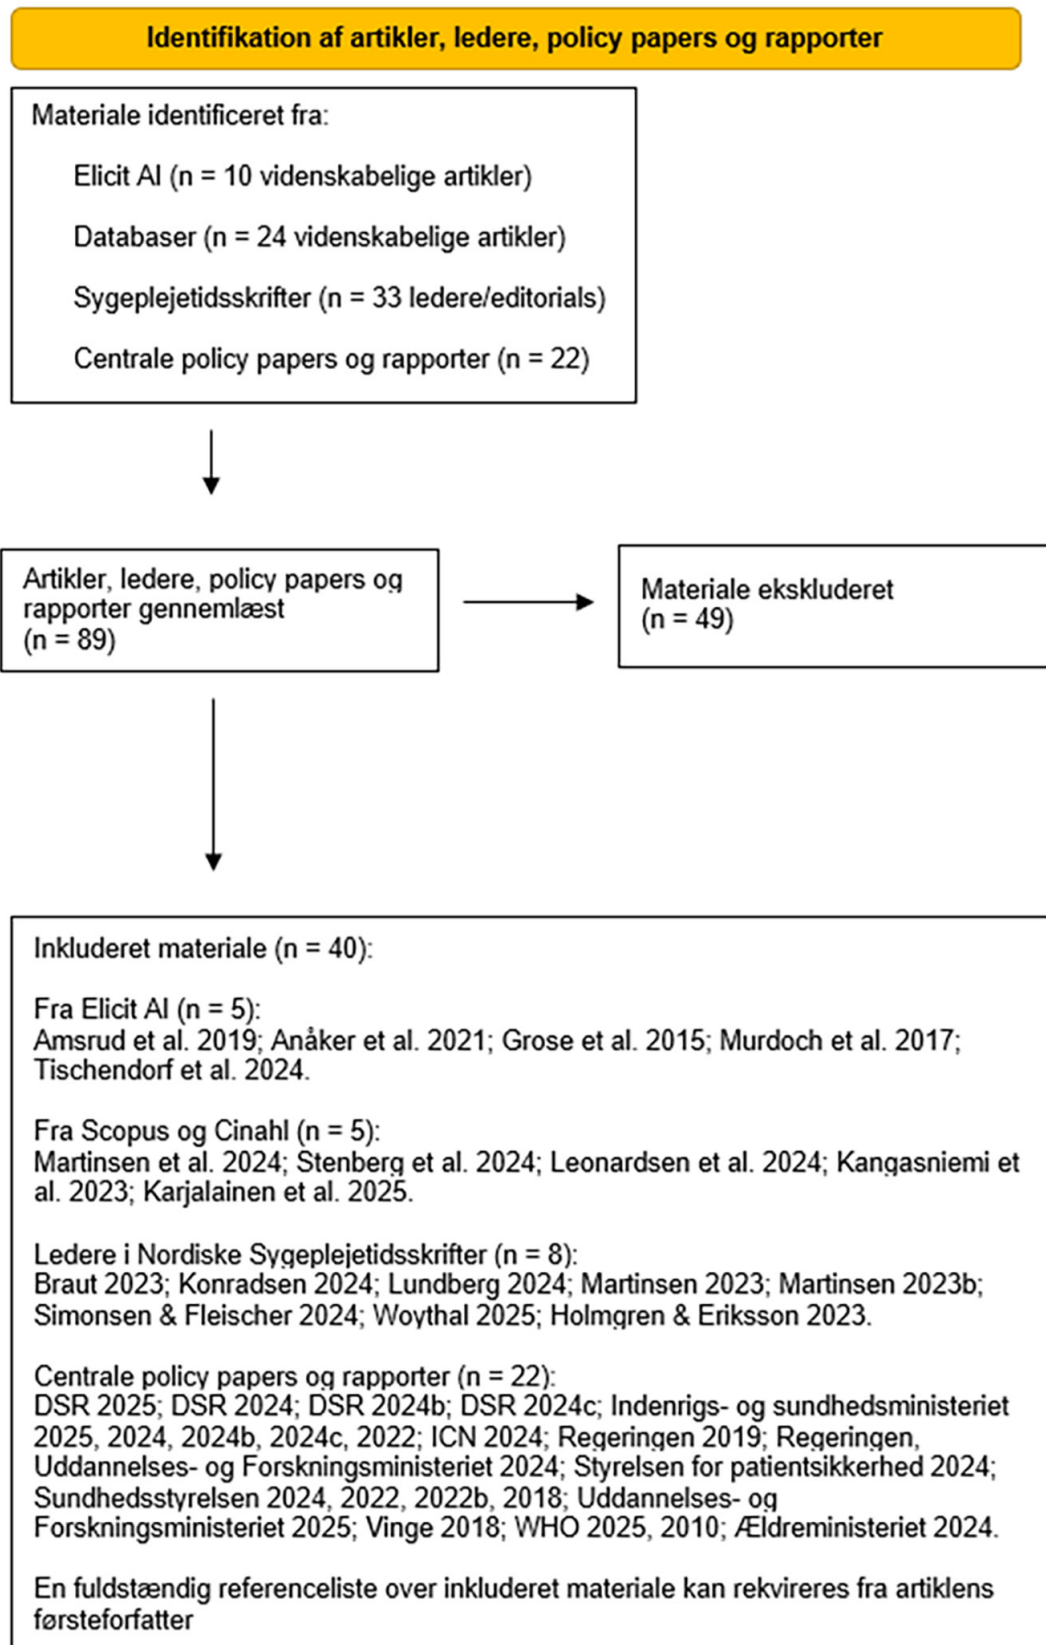 Identifikation af artikler, ledere, policy papers og rapporter
Materiale identificeret fra:
Elicit AI (n = 10 videnskabelige artikler)
Databaser (n = 24 videnskabelige artikler)
Sygeplejetidsskrifter (n = 33 ledere/editorials)
Centrale policy papers og rapporter (n = 22)
Artikler, ledere, policy papers og
rapporter gennemlæst
(n = 89)
Materiale ekskluderet
(n = 49)
Inkluderet materiale (n = 40):
Fra Elicit AI (n = 5):
Amsrud et al. 2019; Anåker et al. 2021; Grose et al. 2015; Murdoch et al. 2017;
Tischendorf et al. 2024.
Fra Scopus og Cinahl (n = 5):
Martinsen et al. 2024; Stenberg et al. 2024; Leonardsen et al. 2024; Kangasniemi et
al. 2023; Karjalainen et al. 2025.
Ledere i Nordiske Sygeplejetidsskrifter (n = 8):
Braut 2023; Konradsen 2024; Lundberg 2024; Martinsen 2023; Martinsen 2023b;
Simonsen & Fleischer 2024; Woythal 2025; Holmgren & Eriksson 2023.
Centrale policy papers og rapporter (n = 22):
DSR 2025; DSR 2024; DSR 2024b; DSR 2024c; Indenrigs- og sundhedsministeriet
2025, 2024, 2024b, 2024c, 2022; ICN 2024; Regeringen 2019; Regeringen,
Uddannelses- og Forskningsministeriet 2024; Styrelsen for patientsikkerhed 2024;
Sundhedsstyrelsen 2024, 2022, 2022b, 2018; Uddannelses- og
Forskningsministeriet 2025; Vinge 2018; WHO 2025, 2010; Ældreministeriet 2024.
En fuldstændig referenceliste over inkluderet materiale kan rekvireres fra artiklens
førsteforfatter